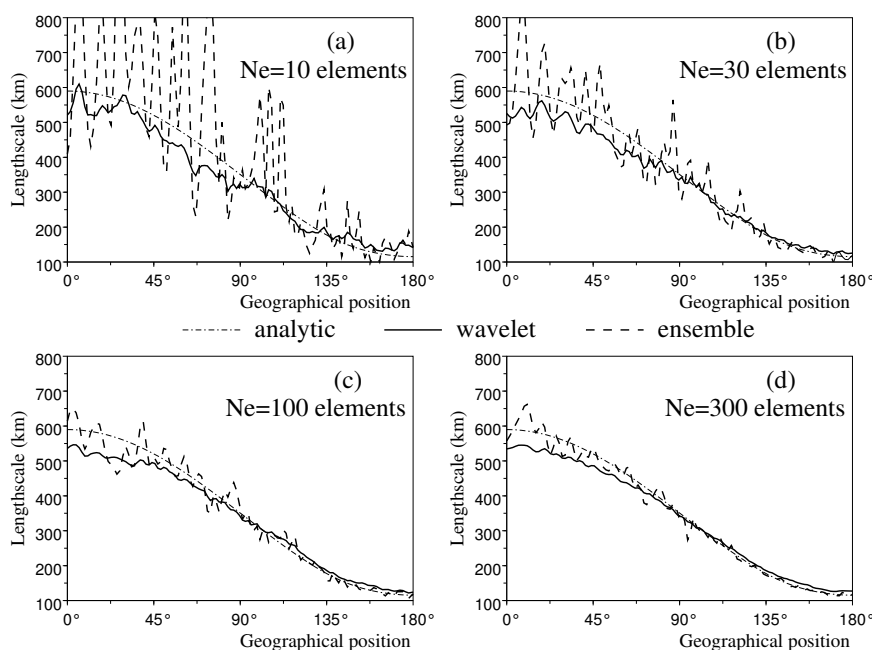 (a)
Ne=10 elements
800
700
600
500
400
300
200
100
Lengthscale (km)
0° 45° 90° 135° 180°
Geographical position
(b)
Ne=30 elements
800
700
600
500
400
300
200
100
Lengthscale (km)
0° 45° 90° 135° 180°
Geographical position
analytic wavelet ensemble
(c)
Ne=100 elements
800
700
600
500
400
300
200
100
Lengthscale (km)
0° 45° 90° 135° 180°
Geographical position
(d)
Ne=300 elements
800
700
600
500
400
300
200
100
Lengthscale (km)
0° 45° 90° 135° 180°
Geographical position